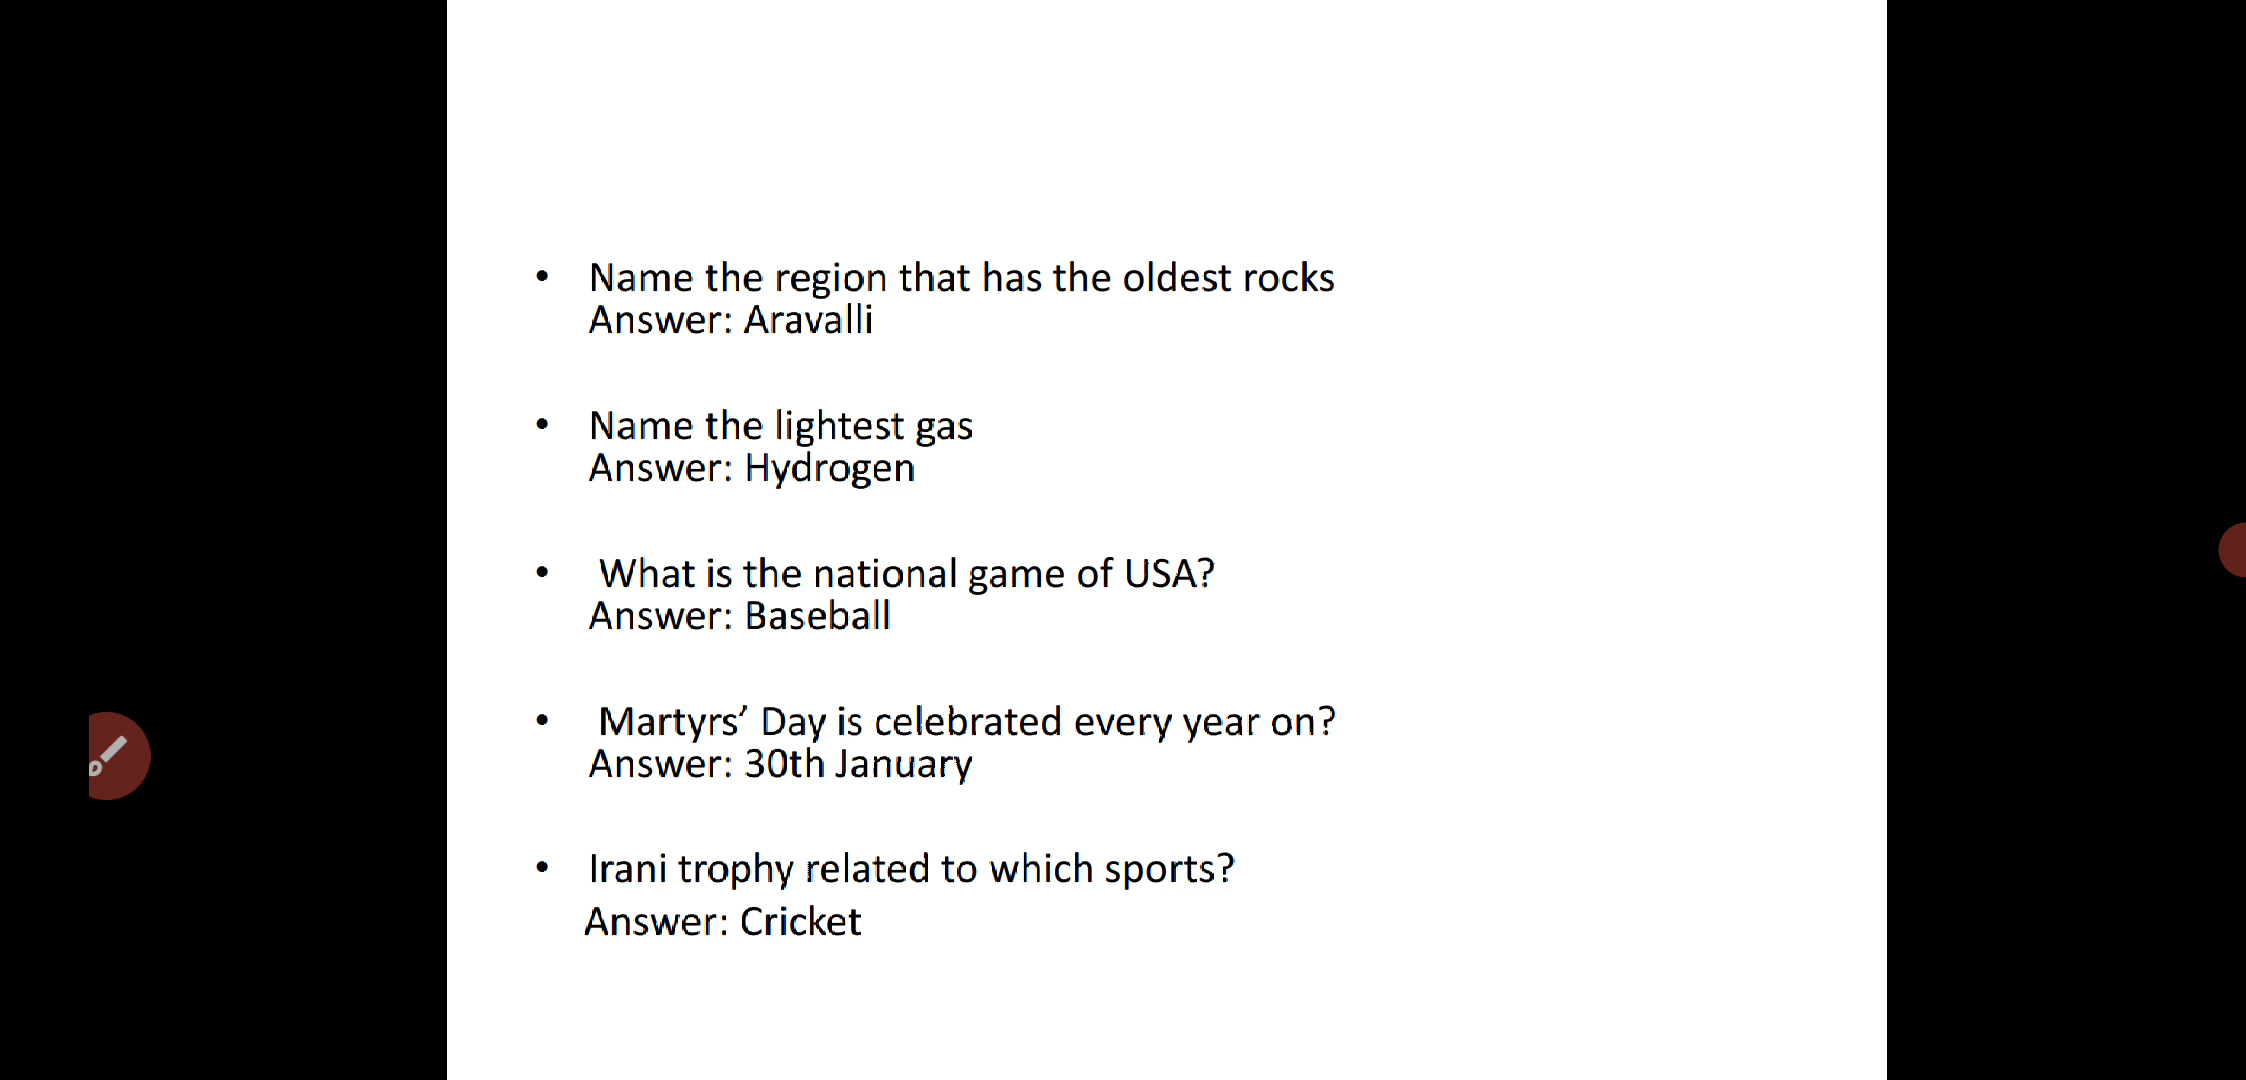 • Name the region that has the oldest rocks
Answer: Aravalli
• Name the lightest gas
Answer: Hydrogen
• What is the national game of USA?
Answer: Baseball
• Martyrs’ Day is celebrated every year on?
Answer: 30th January
• Irani trophy related to which sports?
Answer: Cricket